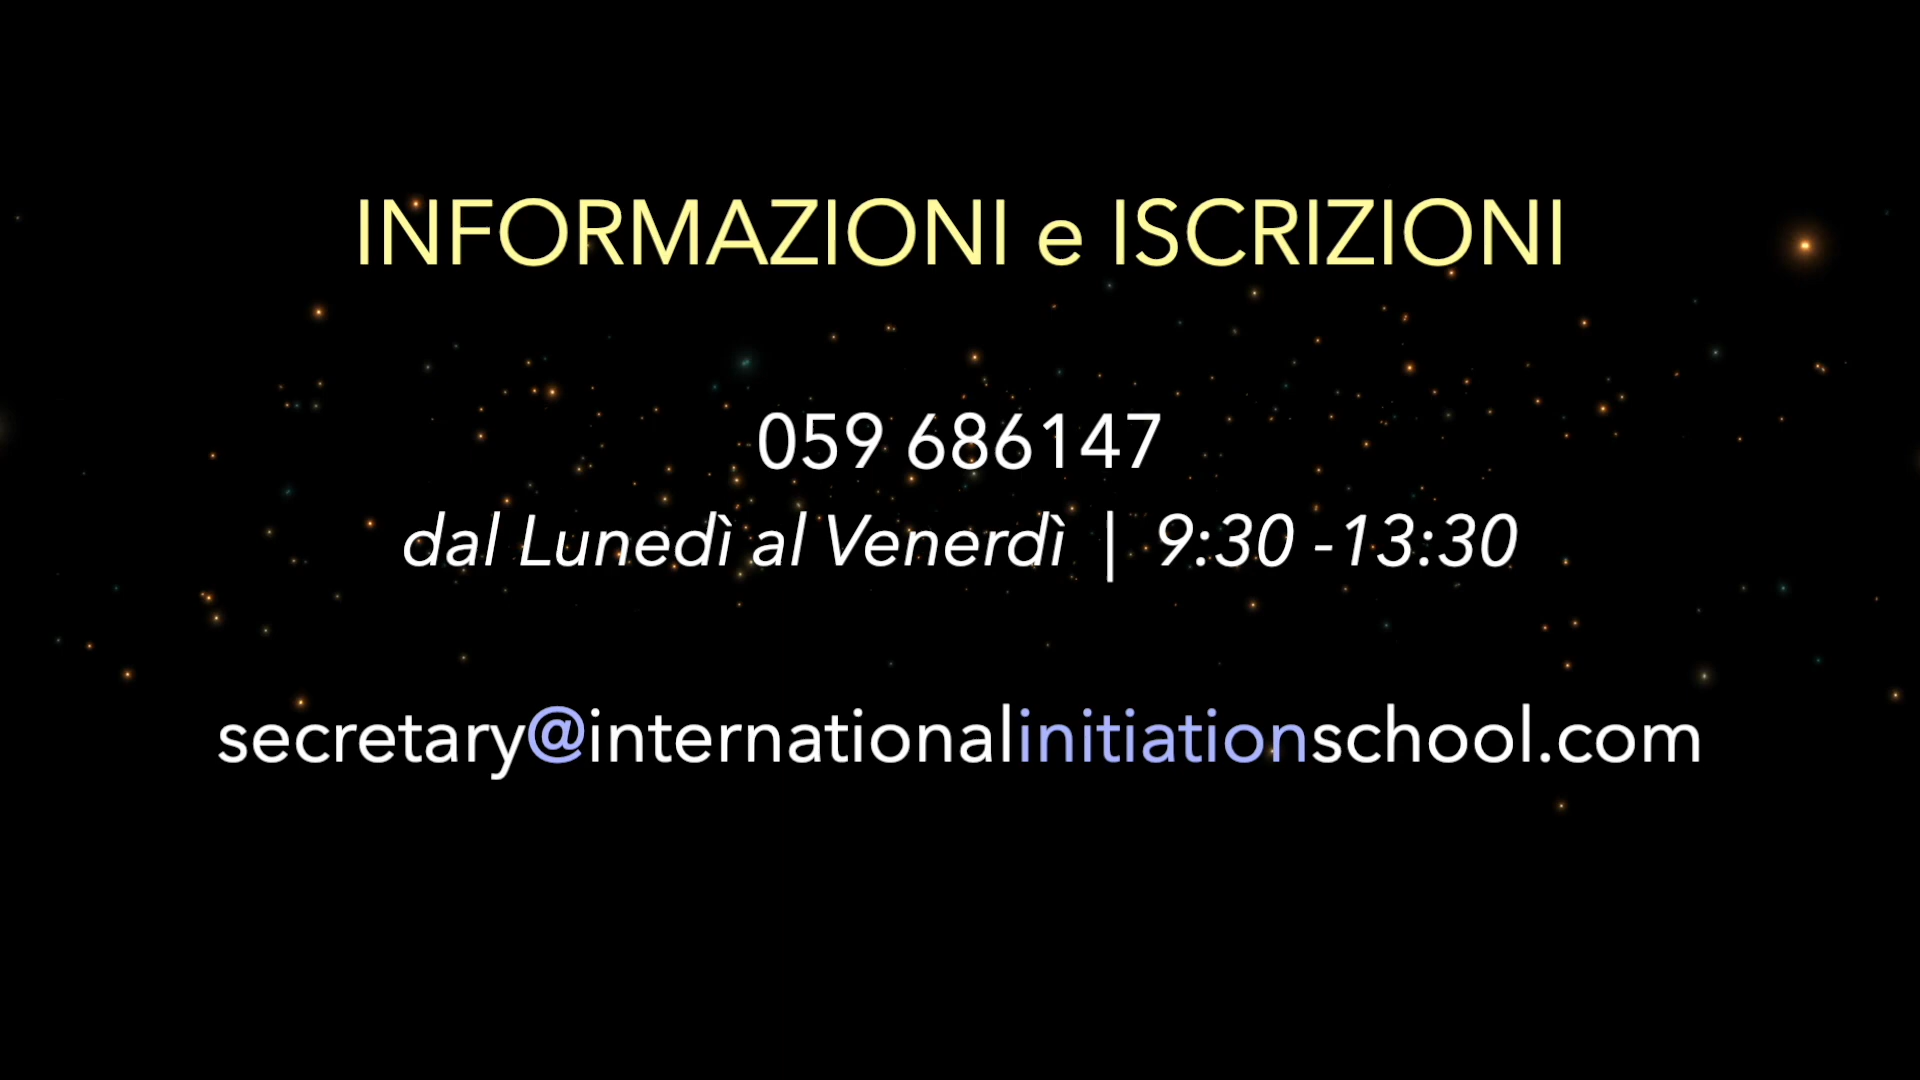 INFORMAZIONI e ISCRIZIONI
059 686147
dal Lunedì al Venerdì | 9:30 -13:30
secretary@internationalinitiationschool.com